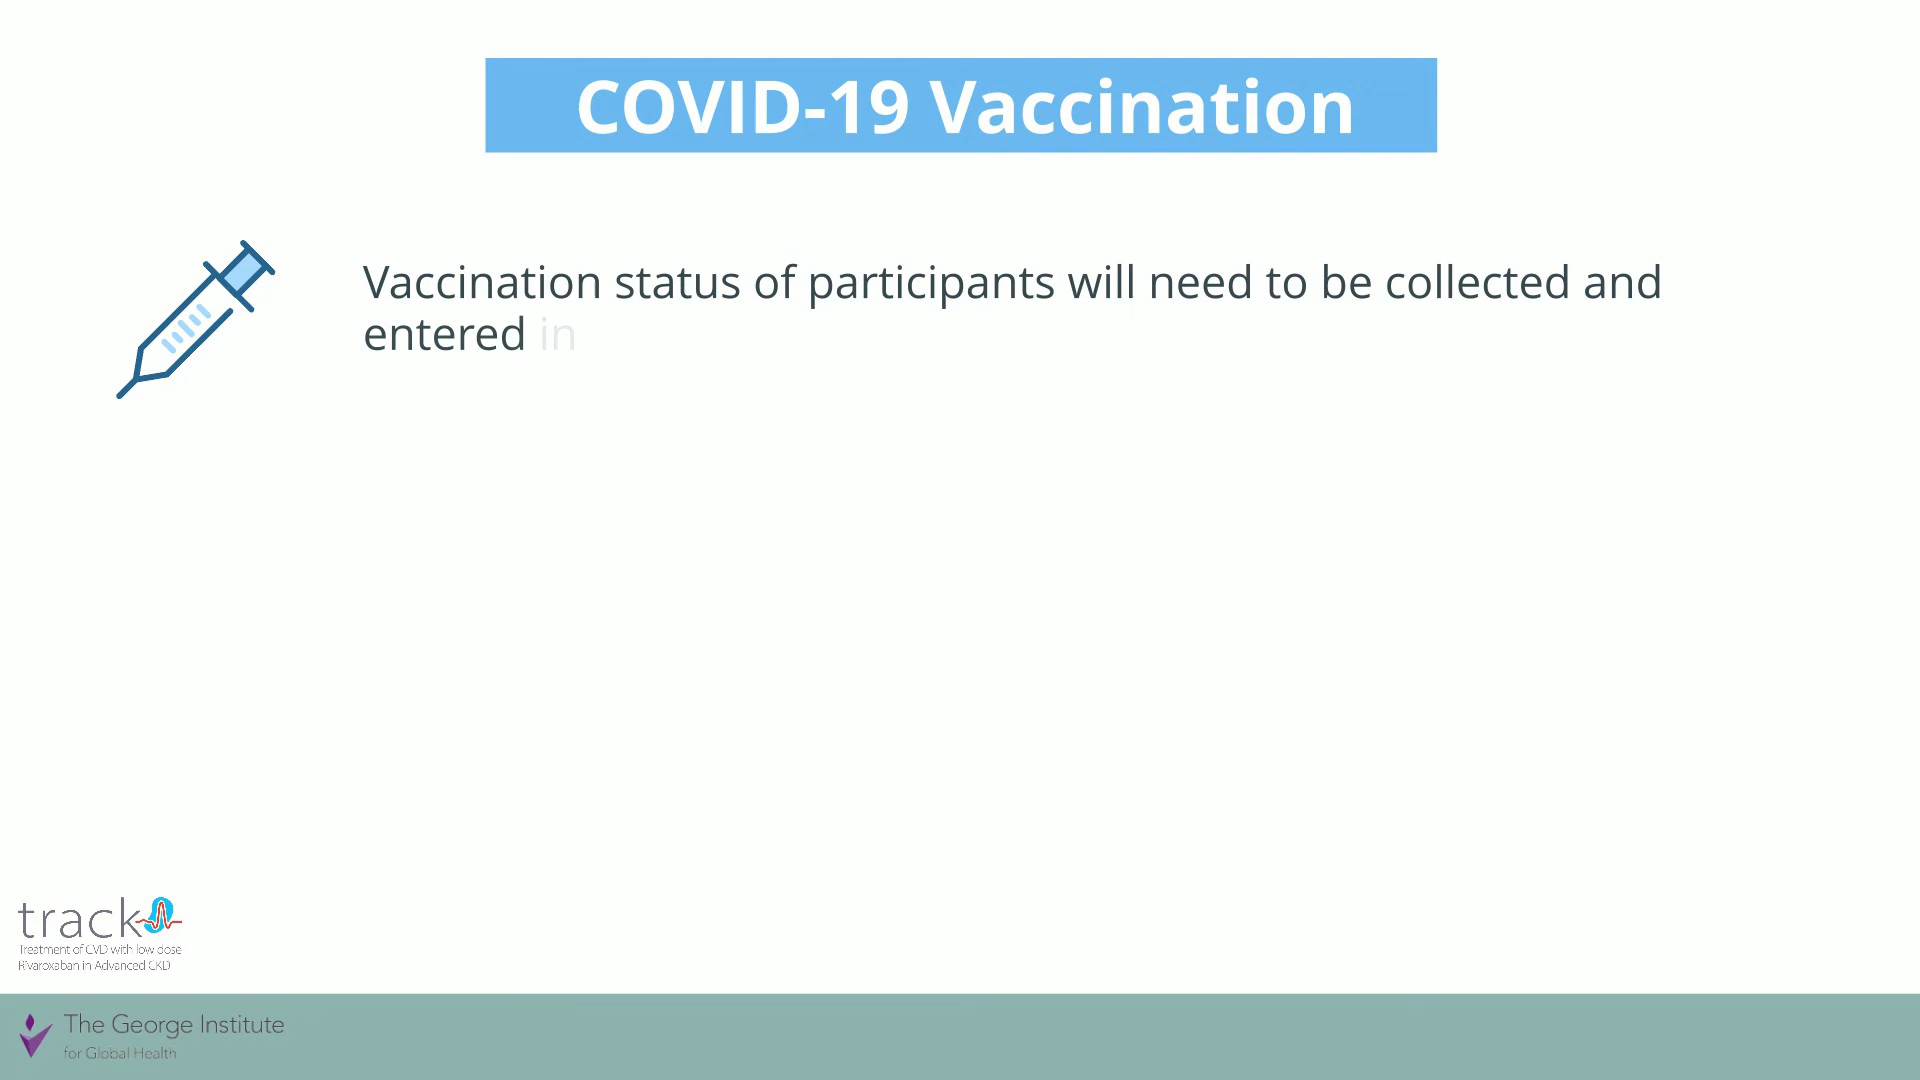 COVID-19 Vaccination
Vaccination status of participants will need to be collected and
entered in
track
Treatment of CVD with low dose
Rivaroxaban in Advanced CKD
The George Institute
for Global Health